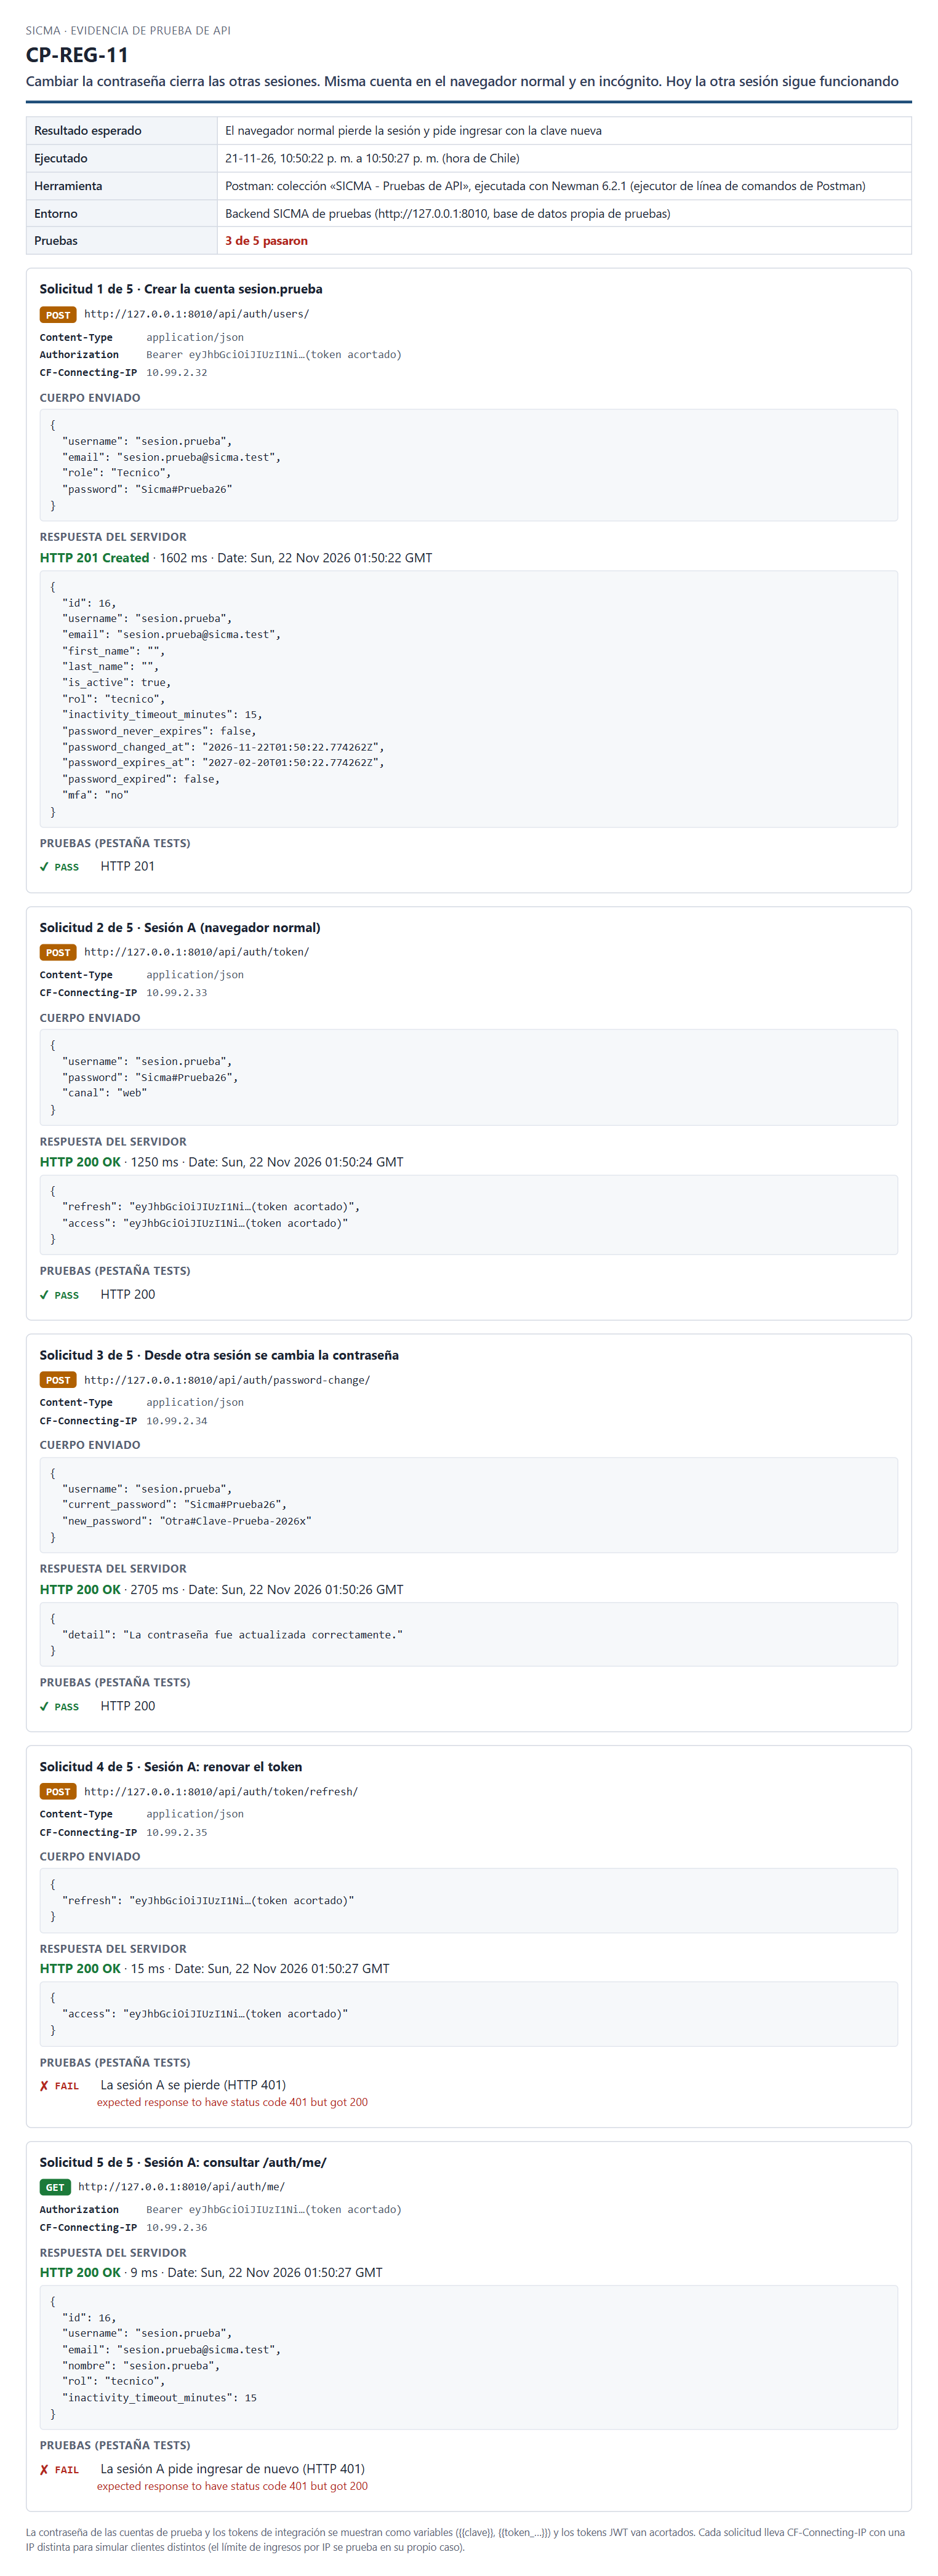 SICMA · EVIDENCIA DE PRUEBA DE API
CP-REG-11
Cambiar la contraseña cierra las otras sesiones. Misma cuenta en el navegador normal y en incógnito. Hoy la otra sesión sigue funcionando
Resultado esperado El navegador normal pierde la sesión y pide ingresar con la clave nueva
Ejecutado 21-11-26, 10:50:22 p. m. a 10:50:27 p. m. (hora de Chile)
Herramienta Postman: colección «SICMA - Pruebas de API», ejecutada con Newman 6.2.1 (ejecutor de línea de comandos de Postman)
Entorno Backend SICMA de pruebas (http://127.0.0.1:8010, base de datos propia de pruebas)
Pruebas 3 de 5 pasaron
Solicitud 1 de 5 · Crear la cuenta sesion.prueba
POST http://127.0.0.1:8010/api/auth/users/
Content-Type application/json
Authorization Bearer eyJhbGciOiJIUzI1Ni…(token acortado)
CF-Connecting-IP 10.99.2.32
CUERPO ENVIADO
{
"username": "sesion.prueba",
"email": "sesion.prueba@sicma.test",
"role": "Tecnico",
"password": "Sicma#Prueba26"
}
RESPUESTA DEL SERVIDOR
HTTP 201 Created · 1602 ms · Date: Sun, 22 Nov 2026 01:50:22 GMT
{
"id": 16,
"username": "sesion.prueba",
"email": "sesion.prueba@sicma.test",
"first_name": "",
"last_name": "",
"is_active": true,
"rol": "tecnico",
"inactivity_timeout_minutes": 15,
"password_never_expires": false,
"password_changed_at": "2026-11-22T01:50:22.774262Z",
"password_expires_at": "2027-02-20T01:50:22.774262Z",
"password_expired": false,
"mfa": "no"
}
PRUEBAS (PESTAÑA TESTS)
✓ PASS HTTP 201
Solicitud 2 de 5 · Sesión A (navegador normal)
POST http://127.0.0.1:8010/api/auth/token/
Content-Type application/json
CF-Connecting-IP 10.99.2.33
CUERPO ENVIADO
{
"username": "sesion.prueba",
"password": "Sicma#Prueba26",
"canal": "web"
}
RESPUESTA DEL SERVIDOR
HTTP 200 OK · 1250 ms · Date: Sun, 22 Nov 2026 01:50:24 GMT
{
"refresh": "eyJhbGciOiJIUzI1Ni…(token acortado)",
"access": "eyJhbGciOiJIUzI1Ni…(token acortado)"
}
PRUEBAS (PESTAÑA TESTS)
✓ PASS HTTP 200
Solicitud 3 de 5 · Desde otra sesión se cambia la contraseña
POST http://127.0.0.1:8010/api/auth/password-change/
Content-Type application/json
CF-Connecting-IP 10.99.2.34
CUERPO ENVIADO
{
"username": "sesion.prueba",
"current_password": "Sicma#Prueba26",
"new_password": "Otra#Clave-Prueba-2026x"
}
RESPUESTA DEL SERVIDOR
HTTP 200 OK · 2705 ms · Date: Sun, 22 Nov 2026 01:50:26 GMT
{
"detail": "La contraseña fue actualizada correctamente."
}
PRUEBAS (PESTAÑA TESTS)
✓ PASS HTTP 200
Solicitud 4 de 5 · Sesión A: renovar el token
POST http://127.0.0.1:8010/api/auth/token/refresh/
Content-Type application/json
CF-Connecting-IP 10.99.2.35
CUERPO ENVIADO
{
"refresh": "eyJhbGciOiJIUzI1Ni…(token acortado)"
}
RESPUESTA DEL SERVIDOR
HTTP 200 OK · 15 ms · Date: Sun, 22 Nov 2026 01:50:27 GMT
{
"access": "eyJhbGciOiJIUzI1Ni…(token acortado)"
}
PRUEBAS (PESTAÑA TESTS)
✗ FAIL La sesión A se pierde (HTTP 401)
expected response to have status code 401 but got 200
Solicitud 5 de 5 · Sesión A: consultar /auth/me/
GET http://127.0.0.1:8010/api/auth/me/
Authorization Bearer eyJhbGciOiJIUzI1Ni…(token acortado)
CF-Connecting-IP 10.99.2.36
RESPUESTA DEL SERVIDOR
HTTP 200 OK · 9 ms · Date: Sun, 22 Nov 2026 01:50:27 GMT
{
"id": 16,
"username": "sesion.prueba",
"email": "sesion.prueba@sicma.test",
"nombre": "sesion.prueba",
"rol": "tecnico",
"inactivity_timeout_minutes": 15
}
PRUEBAS (PESTAÑA TESTS)
✗ FAIL La sesión A pide ingresar de nuevo (HTTP 401)
expected response to have status code 401 but got 200
La contraseña de las cuentas de prueba y los tokens de integración se muestran como variables ({{clave}}, {{token_…}}) y los tokens JWT van acortados. Cada solicitud lleva CF-Connecting-IP con una
IP distinta para simular clientes distintos (el límite de ingresos por IP se prueba en su propio caso).